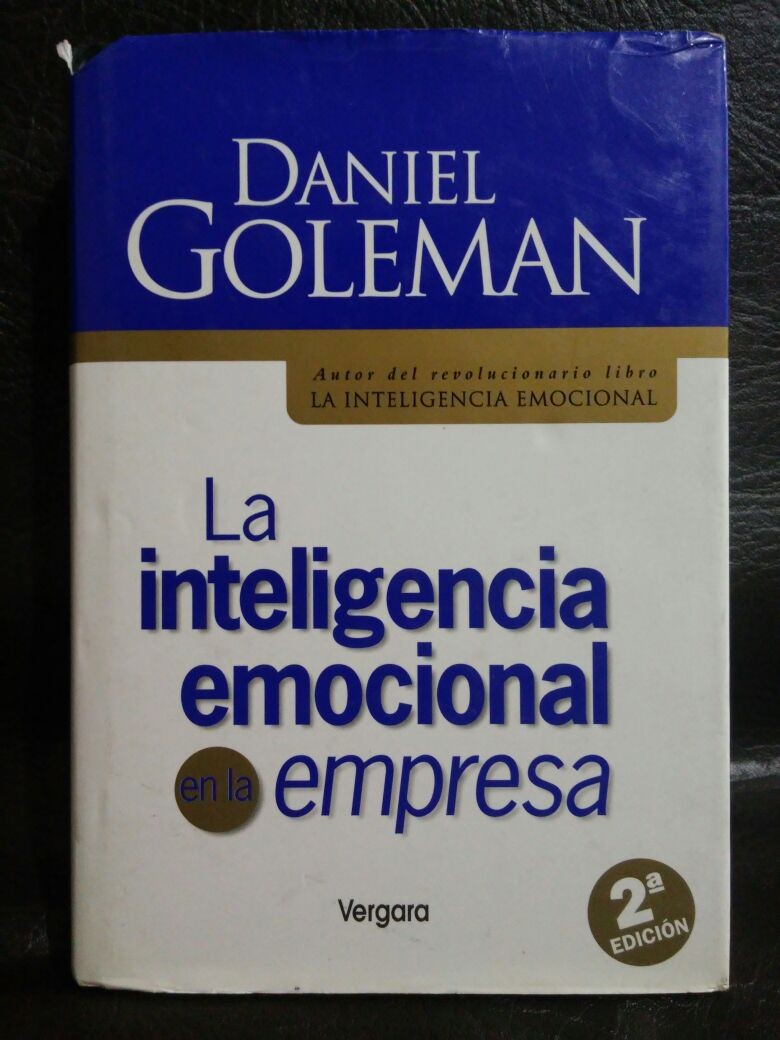 DANIEL
GOLEMAN
Autor del revolucionario libro
LA INTELIGENCIA EMOCIONAL
La
inteligencia
emocional
en la empresa
Vergara
2ª
EDICIÓN